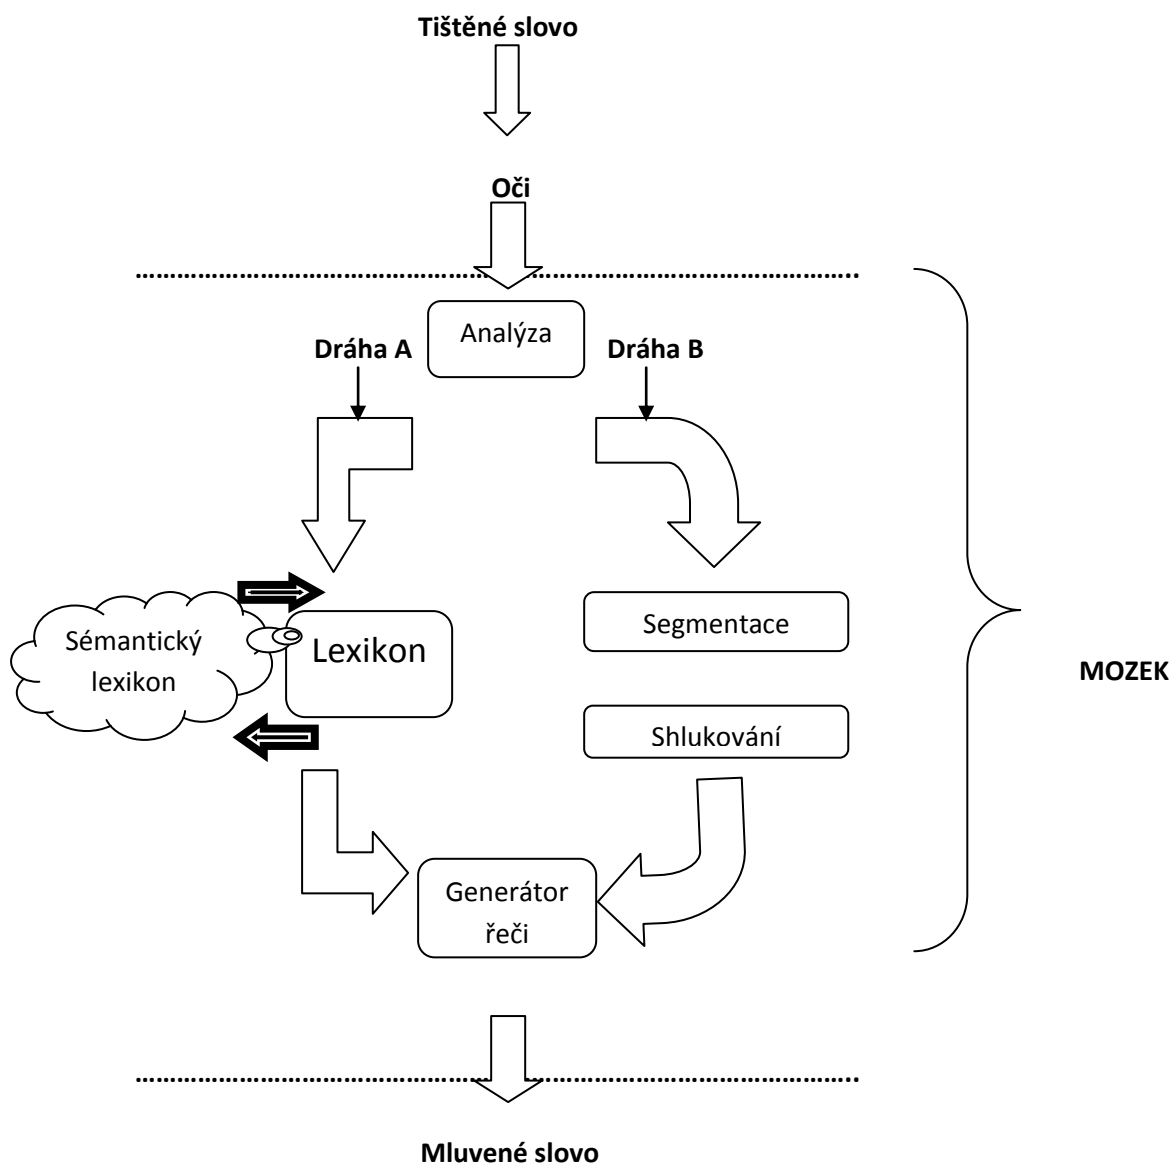 Tištěné slovo
Oči
Analýza
Dráha A
Dráha B
Sémantický
lexikon
Lexikon
Segmentace
Shlukování
MOZEK
Generátor
řeči
Mluvené slovo